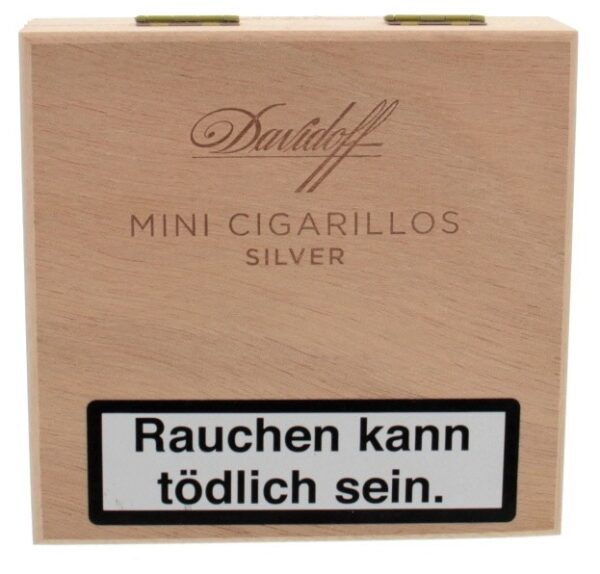 Davidoff
MINI CIGARILLOS
SILVER
Rauchen kann
tödlich sein.